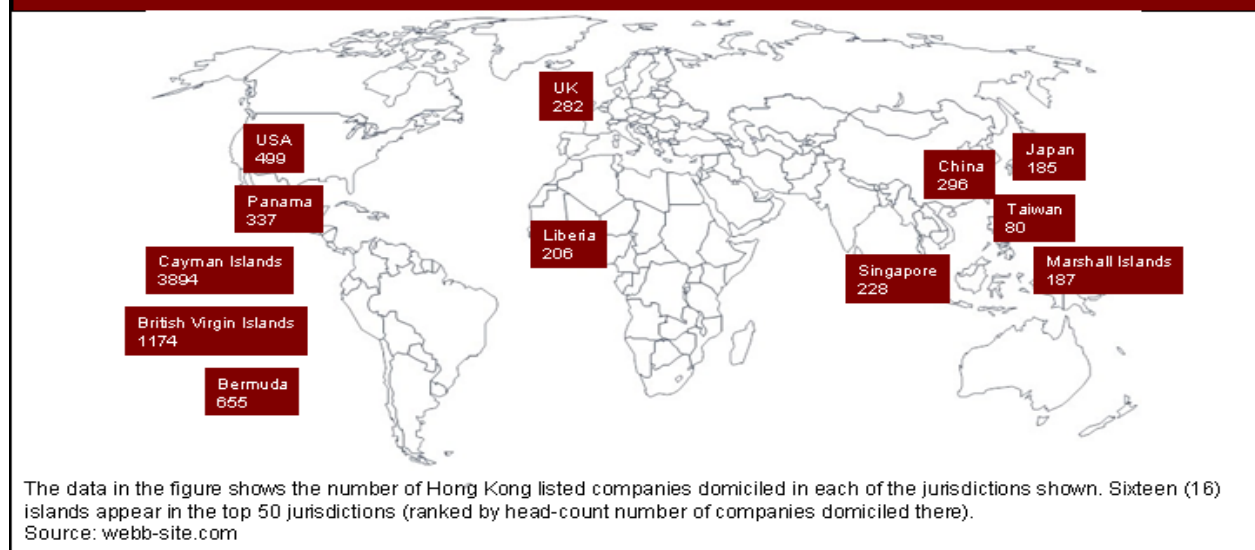 UK
282
USA
499
Japan
185
China
296
Panama
337
Taiwan
80
Liberia
206
Cayman Islands
3894
Singapore
228
Marshall Islands
187
British Virgin Islands
1174
Bermuda
655
The data in the figure shows the number of Hong Kong listed companies domiciled in each of the jurisdictions shown. Sixteen (16)
islands appear in the top 50 jurisdictions (ranked by head-count number of companies domiciled there).
Source: webb-site.com